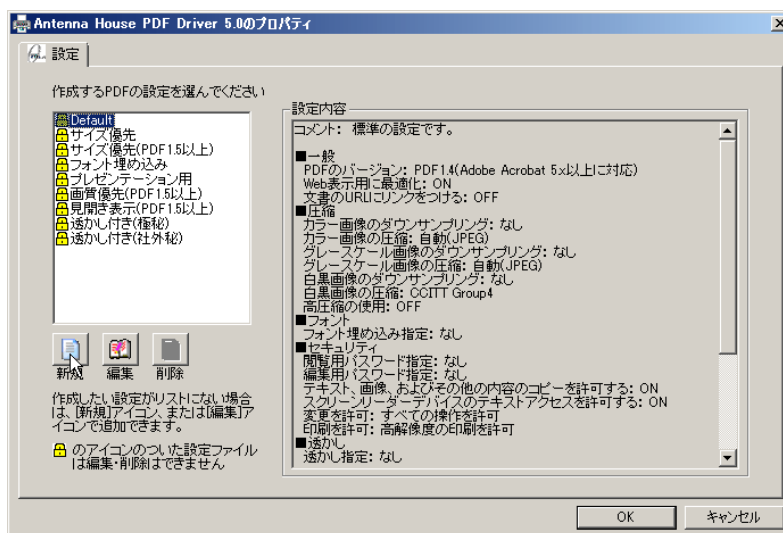 Antenna House PDF Driver 5.0のプロパティ
設定
作成するPDFの設定を選んでください
Default
サイズ優先
サイズ優先(PDF1.5以上)
フォント埋め込み
プレゼンテーション用
画質優先(PDF1.5以上)
見開き表示(PDF1.5以上)
透かし付き(極秘)
透かし付き(社外秘)
新規
編集
削除
作成したい設定がリストにない場合
は、[新規]アイコン、または[編集]ア
イコンで追加できます。
のアイコンのついた設定ファイル
は編集・削除はできません
設定内容
コメント: 標準の設定です。
■一般
PDFのバージョン: PDF1.4(Adobe Acrobat 5.x以上に対応)
Web表示用に最適化: ON
文書のURLにリンクをつける: OFF
■圧縮
カラー画像のダウンサンプリング: なし
カラー画像の圧縮: 自動(JPEG)
グレースケール画像のダウンサンプリング: なし
グレースケール画像の圧縮: 自動(JPEG)
白黒画像のダウンサンプリング: なし
白黒画像の圧縮: CCITT Group4
高圧縮の使用: OFF
■フォント
フォント埋め込み指定: なし
■セキュリティ
閲覧用パスワード指定: なし
編集用パスワード指定: なし
テキスト、画像、およびその他の内容のコピーを許可する: ON
スクリーンリーダーデバイスのテキストアクセスを許可する: ON
変更を許可: すべての操作を許可
印刷を許可: 高解像度の印刷を許可
■透かし
透かし指定: なし
OK
キャンセル